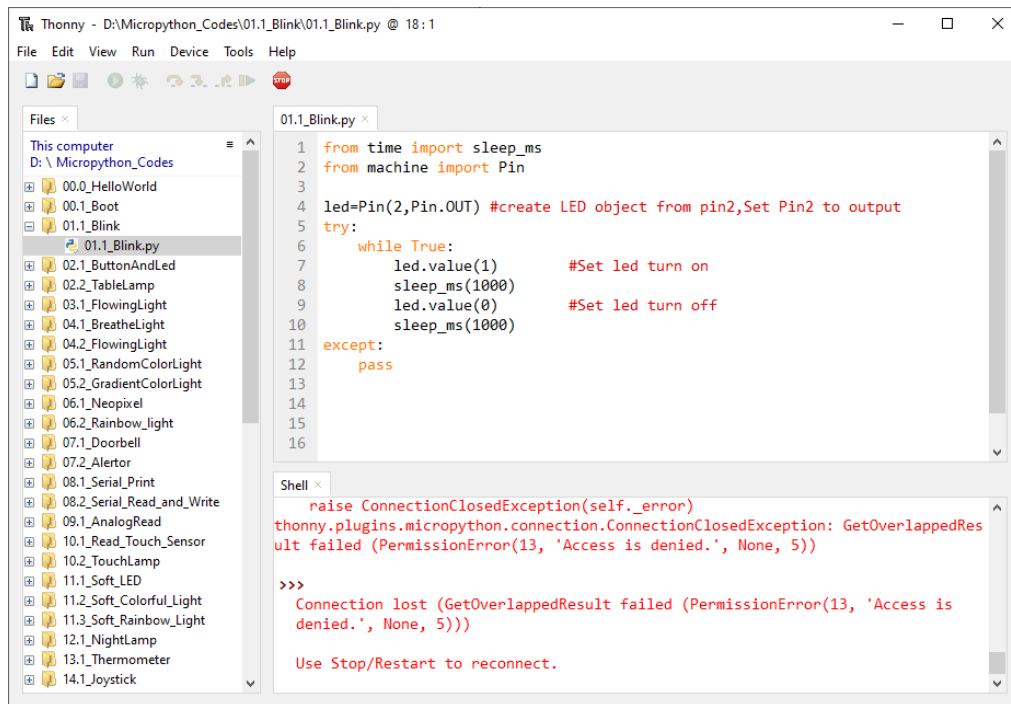 Thonny - D:\Micropython_Codes\01.1_Blink\01.1_Blink.py @ 18:1
File Edit View Run Device Tools Help
STOP
Files
This computer
D: \ Micropython_Codes
00.0_HelloWorld
00.1_Boot
01.1_Blink
01.1_Blink.py
02.1_ButtonAndLed
02.2_TableLamp
03.1_FlowingLight
04.1_BreatheLight
04.2_FlowingLight
05.1_RandomColorLight
05.2_GradientColorLight
06.1_Neopixel
06.2_Rainbow_light
07.1_Doorbell
07.2_Alertor
08.1_Serial_Print
08.2_Serial_Read_and_Write
09.1_AnalogRead
10.1_Read_Touch_Sensor
10.2_TouchLamp
11.1_Soft_LED
11.2_Soft_Colorful_Light
11.3_Soft_Rainbow_Light
12.1_NightLamp
13.1_Thermometer
14.1_Joystick
01.1_Blink.py
1 from time import sleep_ms
2 from machine import Pin
3
4 led=Pin(2,Pin.OUT) #create LED object from pin2,Set Pin2 to output
5 try:
6     while True:
7         led.value(1)        #Set led turn on
8         sleep_ms(1000)
9         led.value(0)        #Set led turn off
10         sleep_ms(1000)
11 except:
12     pass
13
14
15
16
Shell
raise ConnectionClosedException(self._error)
thonny.plugins.micropython.connection.ConnectionClosedException: GetOverlappedRes
ult failed (PermissionError(13, 'Access is denied.', None, 5))
>>>
Connection lost (GetOverlappedResult failed (PermissionError(13, 'Access is
denied.', None, 5)))
Use Stop/Restart to reconnect.